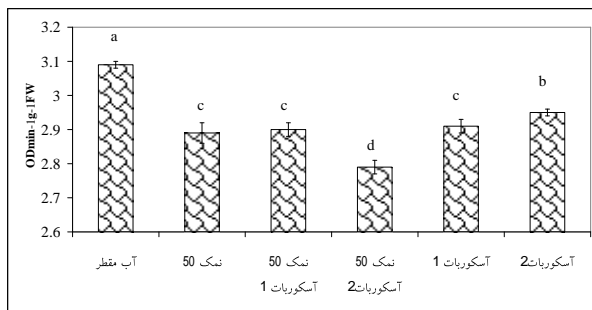 3.2
3.1
3
2.9
2.8
2.7
2.6
ODmin-1g-1FW
a
c
c
d
c
b
آب مقطر
نمک 50
نمک 50
آسکوربات 1
نمک 50
آسکوربات2
آسکوربات 1
آسکوربات2